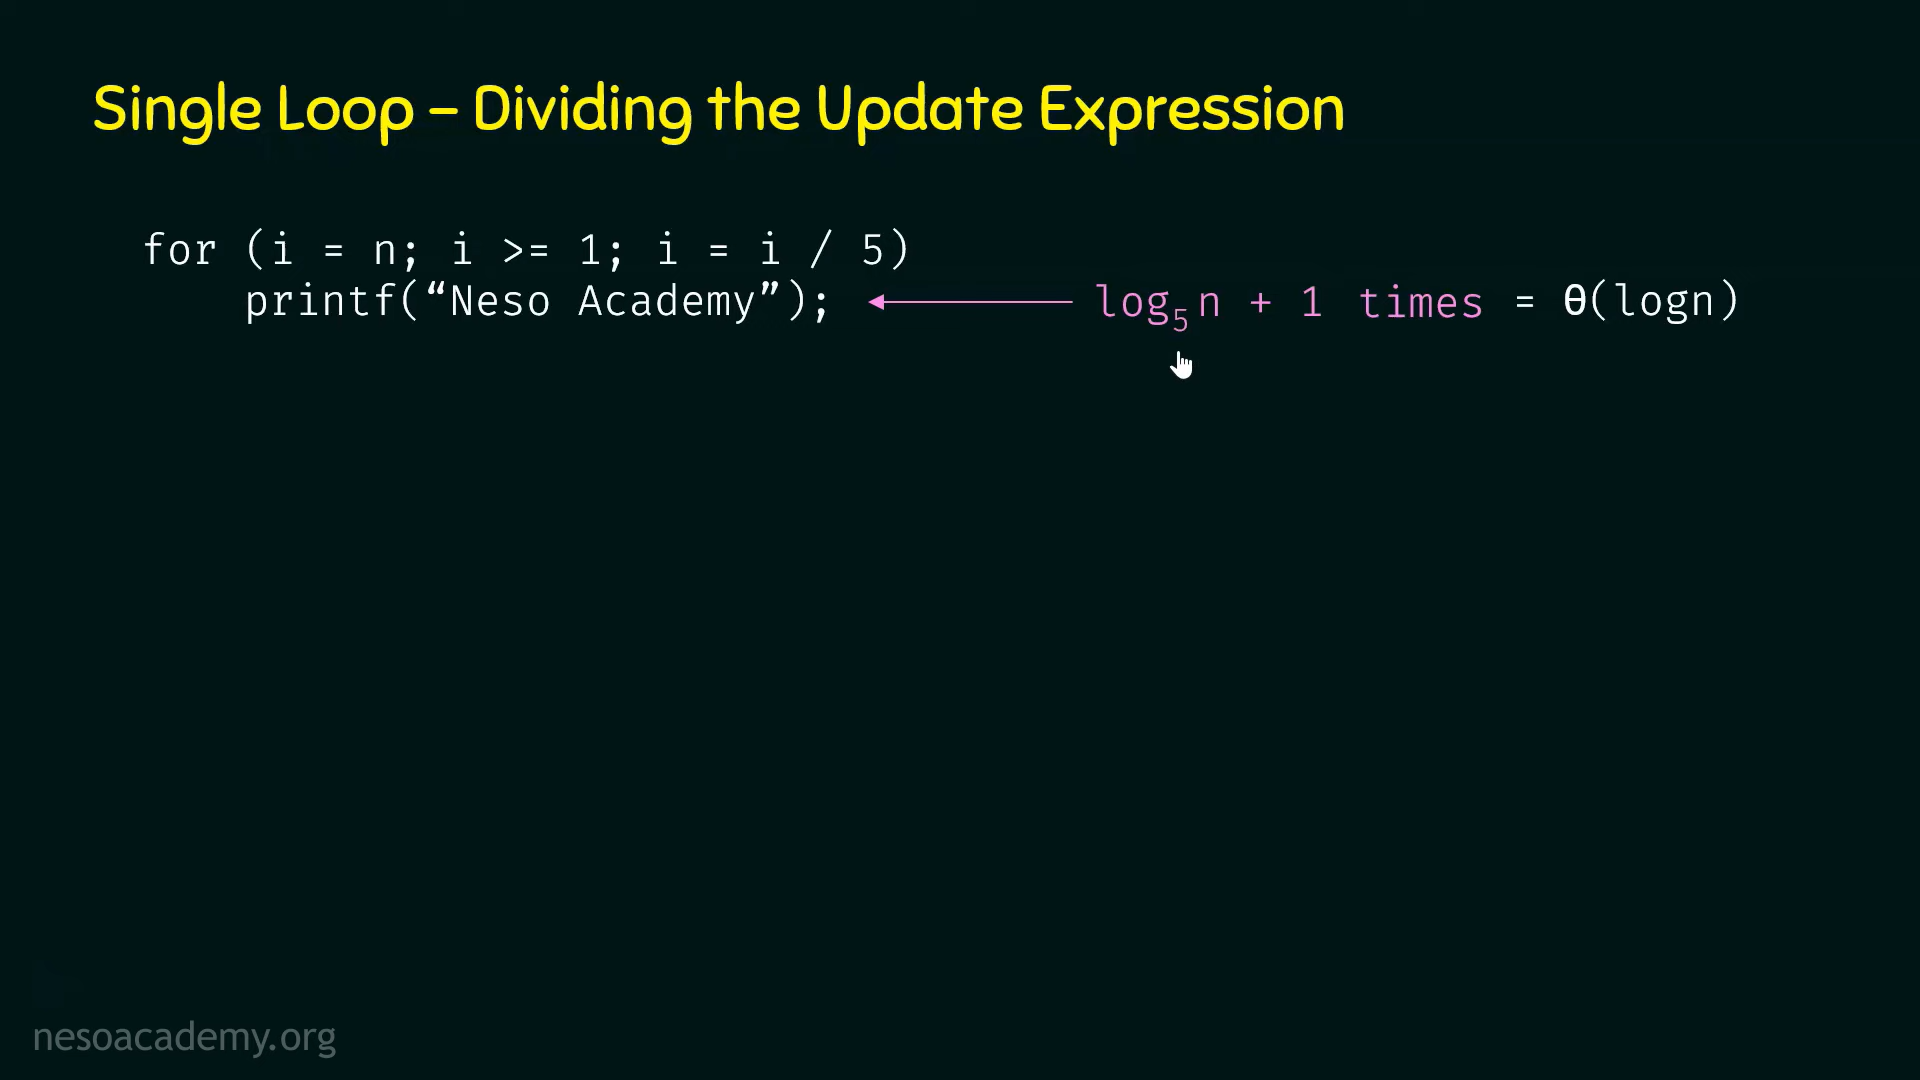 Single Loop – Dividing the Update Expression
for (i = n; i >= 1; i = i / 5)
printf(“Neso Academy”); log₅n + 1 times = θ(logn)
nesoacademy.org